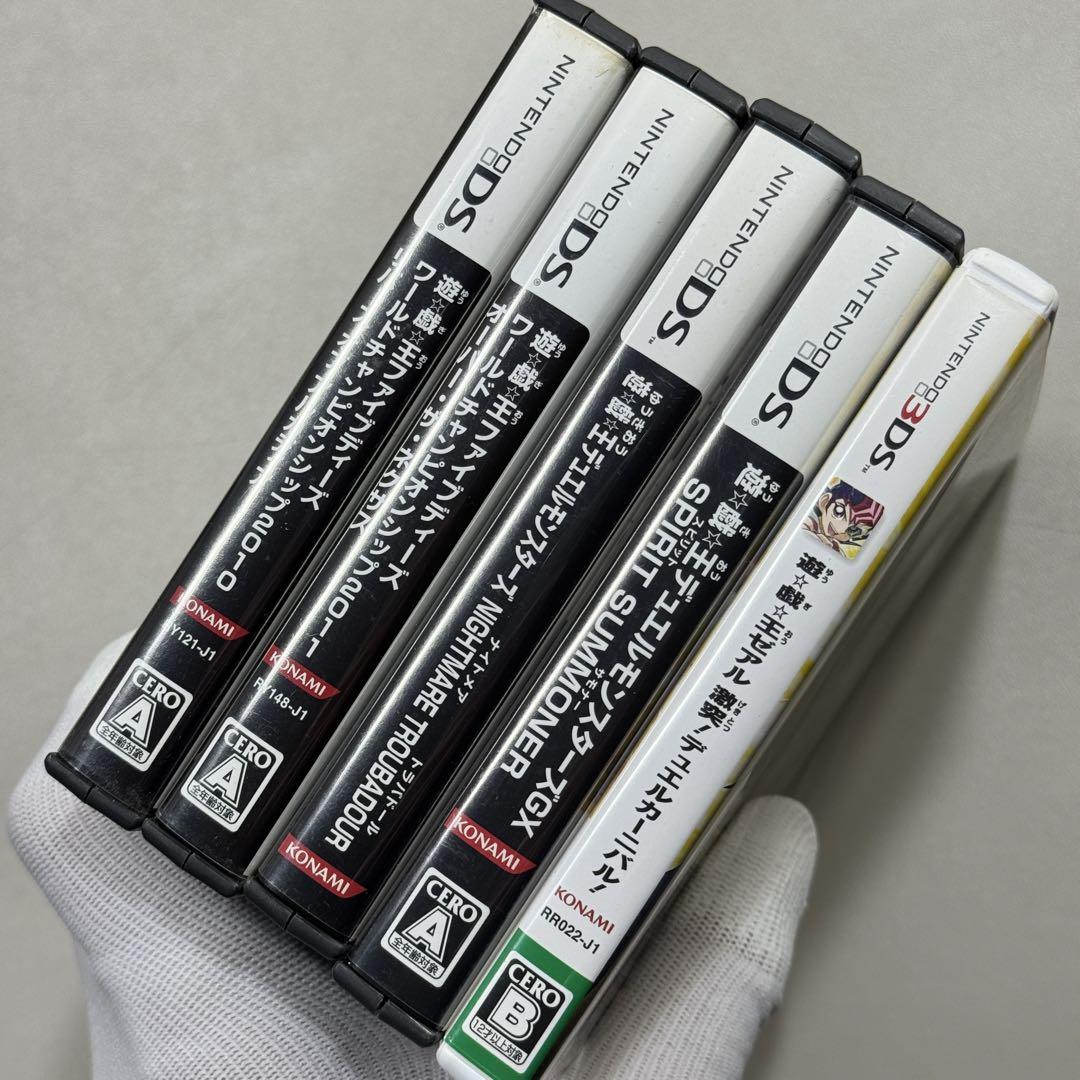 NINTENDO DS
遊☆戯☆王ファイブディーズ
ワールドチャンピオンシップ2010
KONAMI
Y121-J1
CERO
A
全年齢対象
NINTENDO DS
遊☆戯☆王ファイブディーズ
ワールドチャンピオンシップ2011
オーバー・ザ・ネクサス
KONAMI
RY148-J1
CERO
A
全年齢対象
NINTENDO DS
遊☆戯☆王デュエルモンスターズ NIGHTMARE TROUBADOUR
ナイトメア トラバドール
KONAMI
NINTENDO DS
遊☆戯☆王デュエルモンスターズGX
SPIRIT SUMMONER
スピリット サモナー
KONAMI
CERO
A
全年齢対象
NINTENDO 3DS
遊☆戯☆王ゼアル 激突！デュエルカーニバル！
KONAMI
RR022-J1
CERO
B
12才以上対象